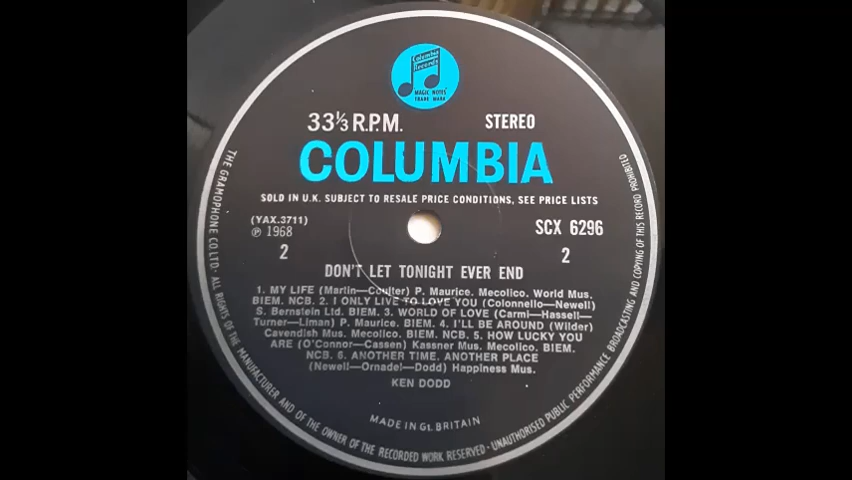 Columbia
Records
MAGIC NOTES
TRADE MARK
33⅓ R.P.M.
STEREO
COLUMBIA
SOLD IN U.K. SUBJECT TO RESALE PRICE CONDITIONS, SEE PRICE LISTS
(YAX.3711)
℗ 1968
SCX 6296
2
2
DON'T LET TONIGHT EVER END
1. MY LIFE (Martin—Coulter) P. Maurice. Mecolico. World Mus.
BIEM. NCB. 2. I ONLY LIVE TO LOVE YOU (Colonnello—Newell)
S. Bernstein Ltd. BIEM. 3. WORLD OF LOVE (Carmi—Hassell—
Turner—Liman) P. Maurice. BIEM. 4. I'LL BE AROUND (Wilder)
Cavendish Mus. Mecolico. BIEM. NCB. 5. HOW LUCKY YOU
ARE (O'Connor—Cassen) Kassner Mus. Mecolico. BIEM.
NCB. 6. ANOTHER TIME, ANOTHER PLACE
(Newell—Ornadel—Dodd) Happiness Mus.
KEN DODD
MADE IN Gt. BRITAIN
THE GRAMOPHONE CO. LTD · ALL RIGHTS OF THE MANUFACTURER AND OF THE OWNER OF THE RECORDED WORK RESERVED · UNAUTHORISED PUBLIC PERFORMANCE BROADCASTING AND COPYING OF THIS RECORD PROHIBITED